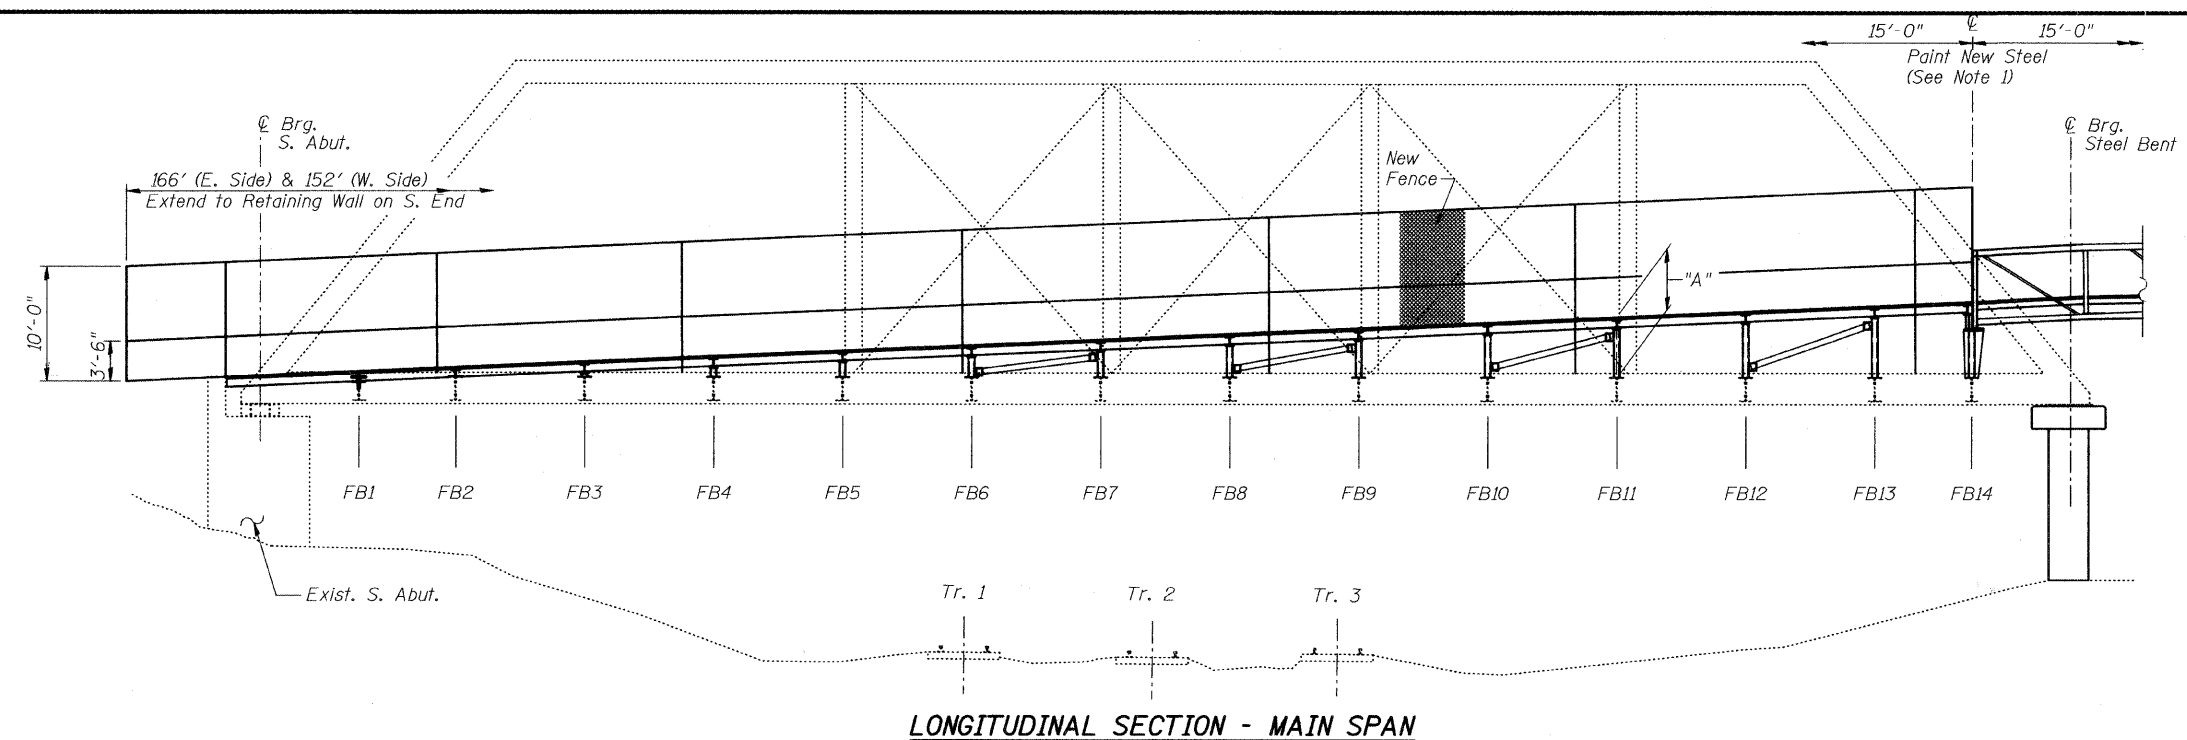 15'-0" ℄ 15'-0"
Paint New Steel
(See Note 1)
℄ Brg.
S. Abut.
℄ Brg.
Steel Bent
New
Fence
166' (E. Side) & 152' (W. Side)
Extend to Retaining Wall on S. End
10'-0"
3'-6"
"A"
FB1 FB2 FB3 FB4 FB5 FB6 FB7 FB8 FB9 FB10 FB11 FB12 FB13 FB14
Exist. S. Abut.
Tr. 1 Tr. 2 Tr. 3
LONGITUDINAL SECTION - MAIN SPAN